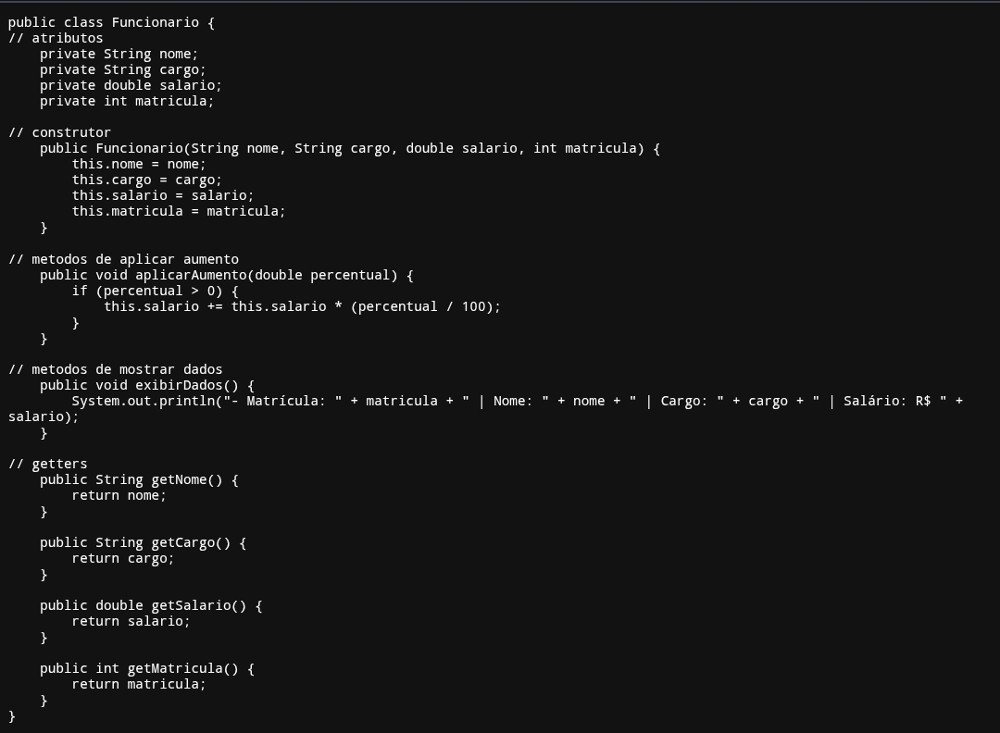 public class Funcionario {
// atributos
    private String nome;
    private String cargo;
    private double salario;
    private int matricula;

// construtor
    public Funcionario(String nome, String cargo, double salario, int matricula) {
        this.nome = nome;
        this.cargo = cargo;
        this.salario = salario;
        this.matricula = matricula;
    }

// metodos de aplicar aumento
    public void aplicarAumento(double percentual) {
        if (percentual > 0) {
            this.salario += this.salario * (percentual / 100);
        }
    }

// metodos de mostrar dados
    public void exibirDados() {
        System.out.println("- Matrícula: " + matricula + " | Nome: " + nome + " | Cargo: " + cargo + " | Salário: R$ " +
salario);
    }

// getters
    public String getNome() {
        return nome;
    }

    public String getCargo() {
        return cargo;
    }

    public double getSalario() {
        return salario;
    }

    public int getMatricula() {
        return matricula;
    }
}